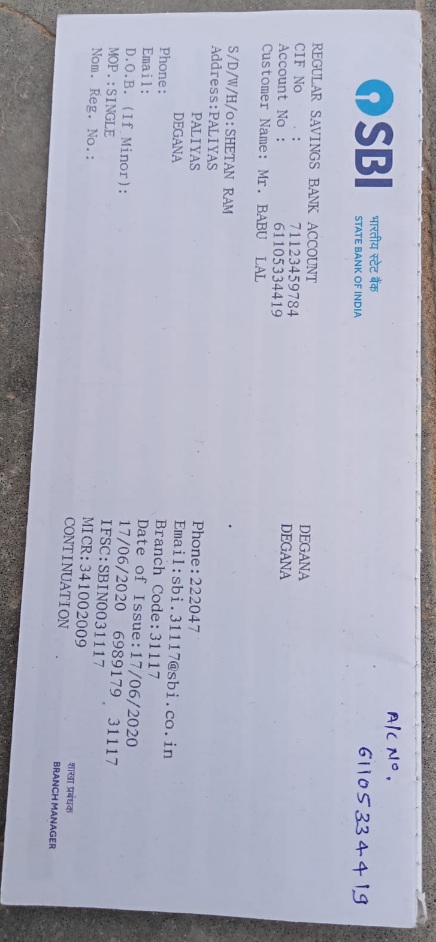 SBI
भारतीय स्टेट बैंक
STATE BANK OF INDIA
A/C No.
61105334419
REGULAR SAVINGS BANK ACCOUNT
CIF No : 71123459784
Account No : 61105334419
Customer Name: Mr. BABU LAL
DEGANA
DEGANA
S/D/W/H/o:SHETAN RAM
Address:PALIYAS
PALIYAS
DEGANA
Phone:
Email:
D.O.B. (If Minor):
MOP.:SINGLE
Nom. Reg. No.:
Phone:222047
Email:sbi.31117@sbi.co.in
Branch Code:31117
Date of Issue:17/06/2020
17/06/2020 6989179 31117
IFSC:SBIN0031117
MICR:341002009
CONTINUATION
शाखा प्रबंधक
BRANCH MANAGER